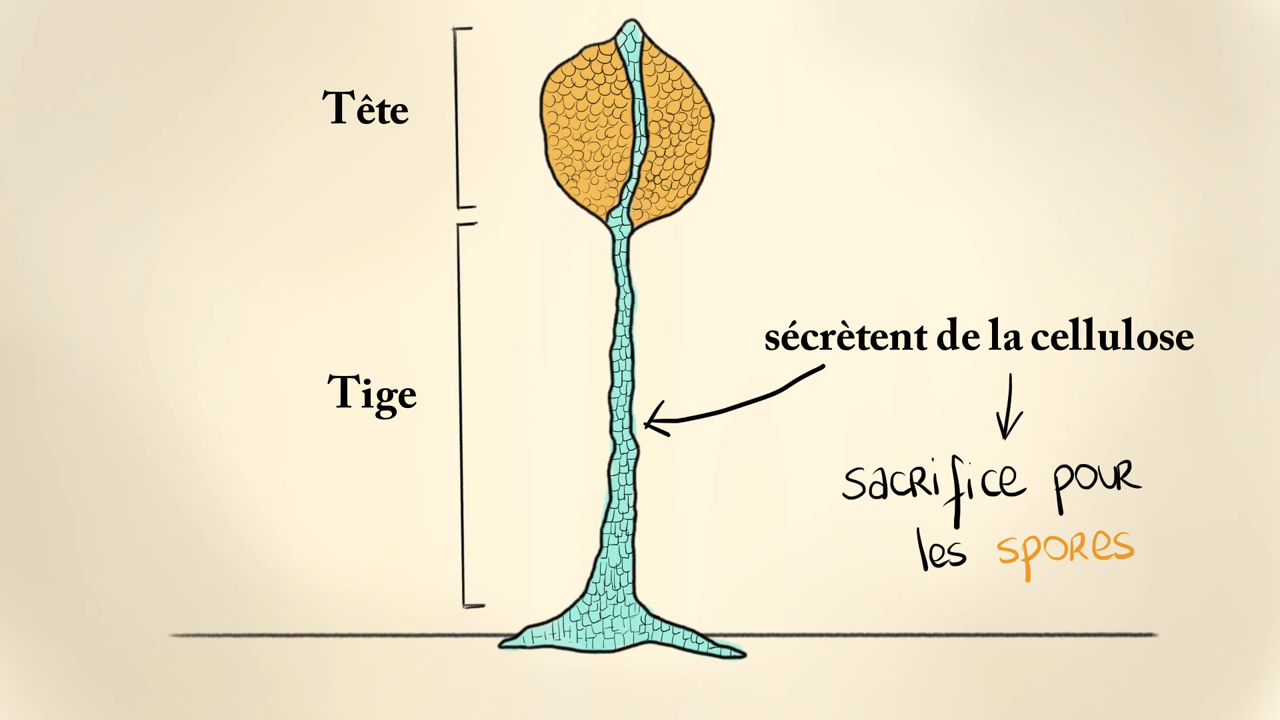 Tête
Tige
sécrètent de la cellulose
sacrifice pour
les spores